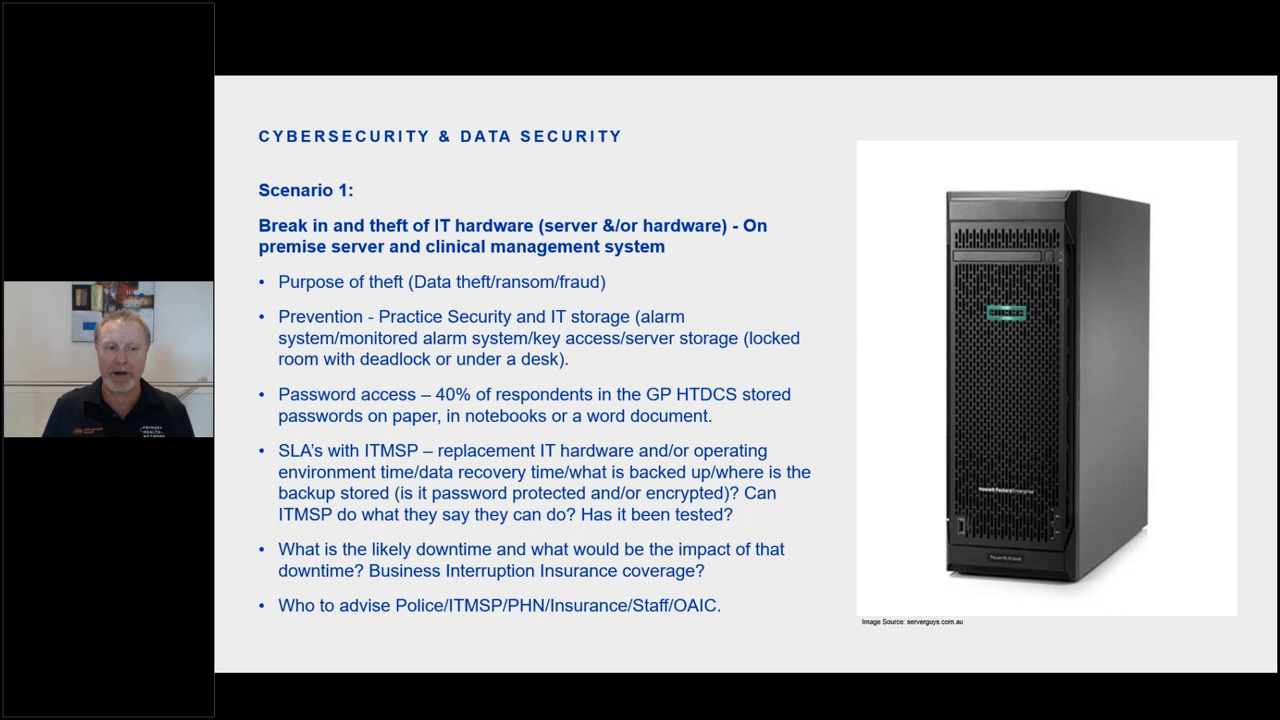 CYBERSECURITY & DATA SECURITY
Scenario 1:
Break in and theft of IT hardware (server &/or hardware) - On
premise server and clinical management system
• Purpose of theft (Data theft/ransom/fraud)
• Prevention - Practice Security and IT storage (alarm
system/monitored alarm system/key access/server storage (locked
room with deadlock or under a desk).
• Password access – 40% of respondents in the GP HTDCS stored
passwords on paper, in notebooks or a word document.
• SLA's with ITMSP – replacement IT hardware and/or operating
environment time/data recovery time/what is backed up/where is the
backup stored (is it password protected and/or encrypted)? Can
ITMSP do what they say they can do? Has it been tested?
• What is the likely downtime and what would be the impact of that
downtime? Business Interruption Insurance coverage?
• Who to advise Police/ITMSP/PHN/Insurance/Staff/OAIC.
Hewlett Packard Enterprise
Image Source: serverguys.com.au
PRIMARY
HEALTH
NETWORK